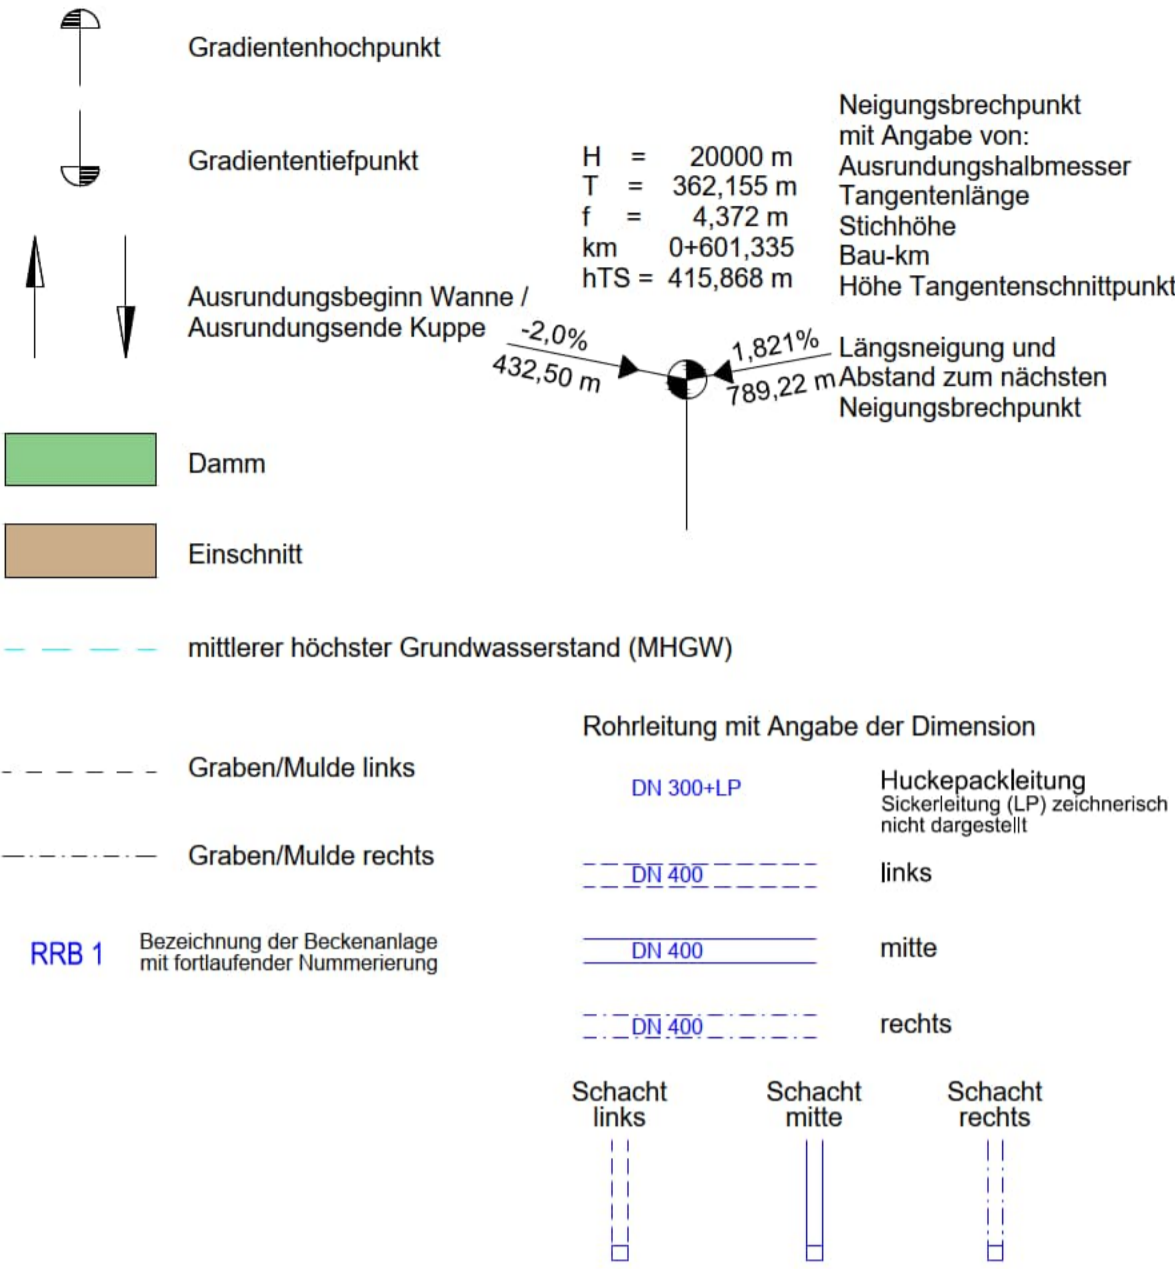 Gradientenhochpunkt
Gradiententiefpunkt
Ausrundungsbeginn Wanne /
Ausrundungsende Kuppe
H = 20000 m
T = 362,155 m
f = 4,372 m
km 0+601,335
hTS = 415,868 m
Neigungsbrechpunkt
mit Angabe von:
Ausrundungshalbmesser
Tangentenlänge
Stichhöhe
Bau-km
Höhe Tangentenschnittpunkt
-2,0%
432,50 m
1,821%
789,22 m
Längsneigung und
Abstand zum nächsten
Neigungsbrechpunkt
Damm
Einschnitt
mittlerer höchster Grundwasserstand (MHGW)
Graben/Mulde links
Graben/Mulde rechts
RRB 1
Bezeichnung der Beckenanlage
mit fortlaufender Nummerierung
Rohrleitung mit Angabe der Dimension
DN 300+LP
Huckepackleitung
Sickerleitung (LP) zeichnerisch
nicht dargestellt
DN 400
links
DN 400
mitte
DN 400
rechts
Schacht
links
Schacht
mitte
Schacht
rechts